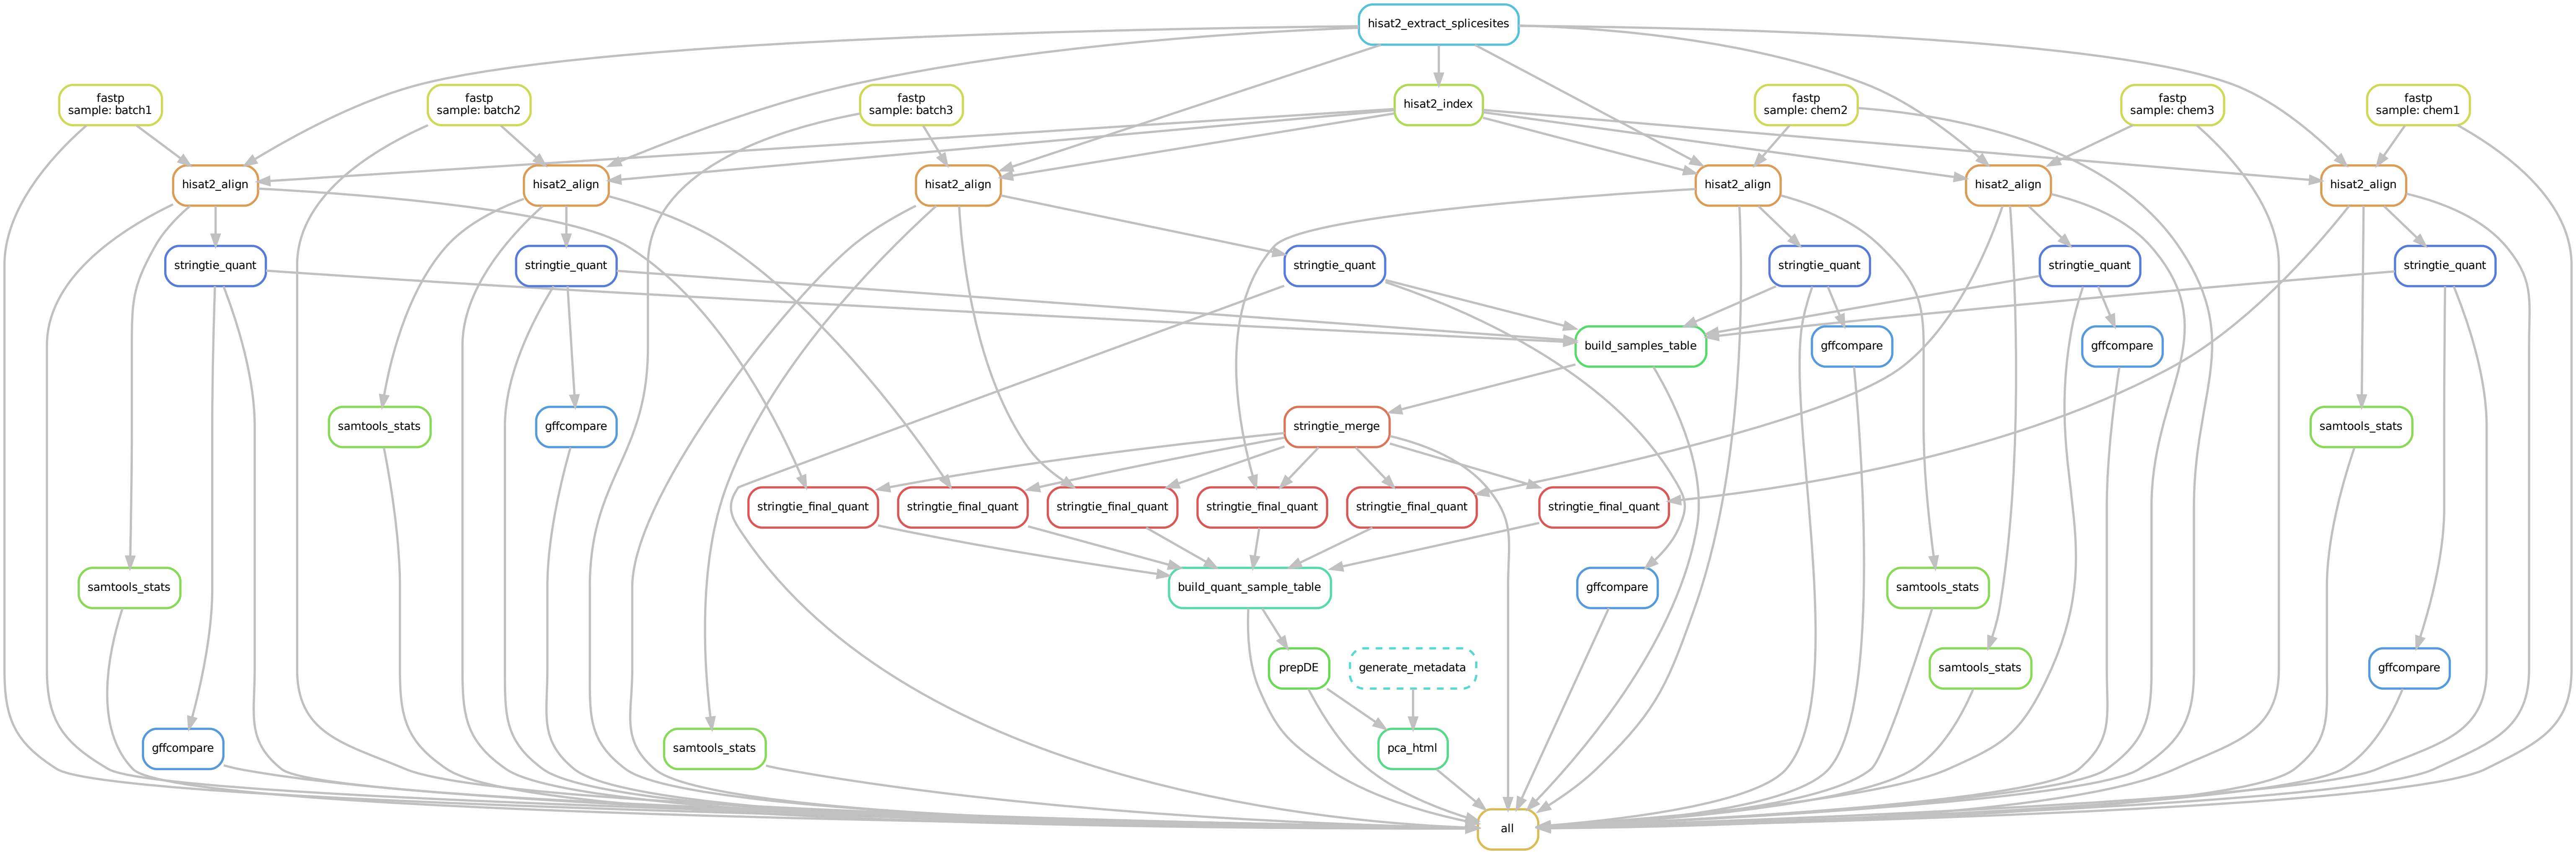 hisat2_extract_splicesites
fastp
sample: batch1
fastp
sample: batch2
fastp
sample: batch3
hisat2_index
fastp
sample: chem2
fastp
sample: chem3
fastp
sample: chem1
hisat2_align
hisat2_align
hisat2_align
hisat2_align
hisat2_align
hisat2_align
stringtie_quant
stringtie_quant
stringtie_quant
stringtie_quant
stringtie_quant
stringtie_quant
build_samples_table
gffcompare
gffcompare
samtools_stats
gffcompare
stringtie_merge
samtools_stats
stringtie_final_quant
stringtie_final_quant
stringtie_final_quant
stringtie_final_quant
stringtie_final_quant
stringtie_final_quant
samtools_stats
build_quant_sample_table
gffcompare
samtools_stats
prepDE
generate_metadata
samtools_stats
gffcompare
gffcompare
samtools_stats
pca_html
all